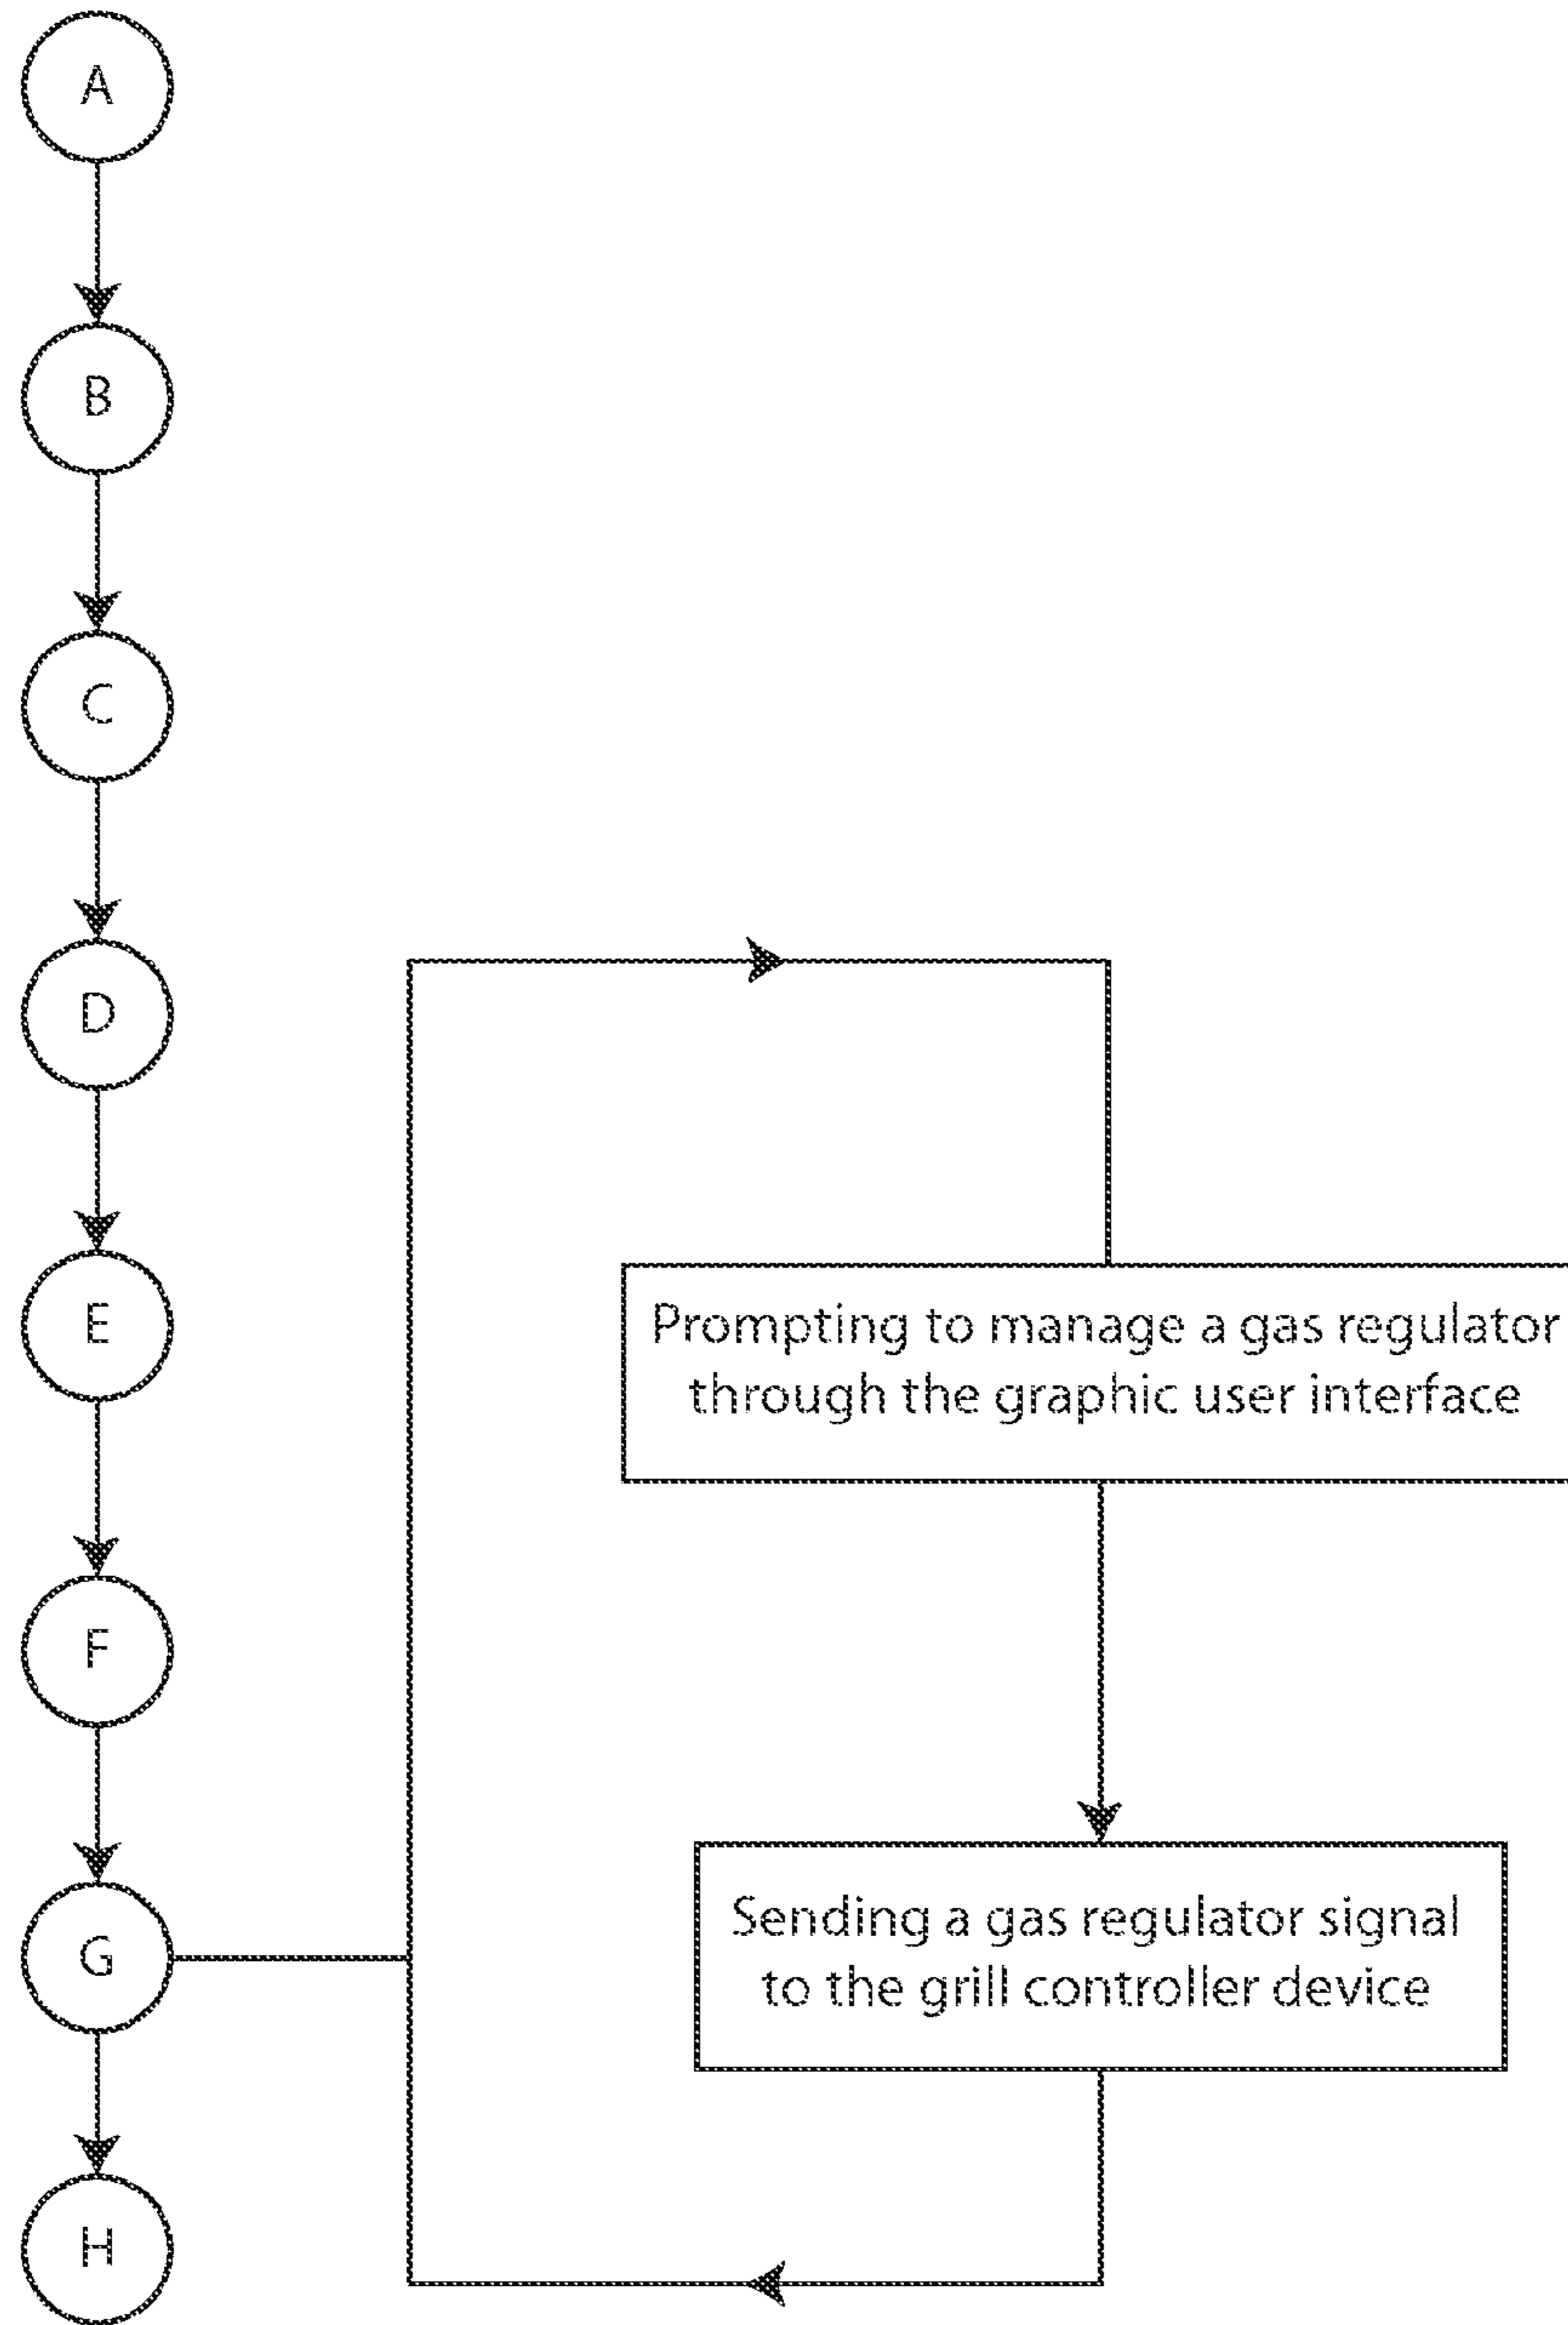 A
B
C
D
E
Prompting to manage a gas regulator
through the graphic user interface
F
G
Sending a gas regulator signal
to the grill controller device
H